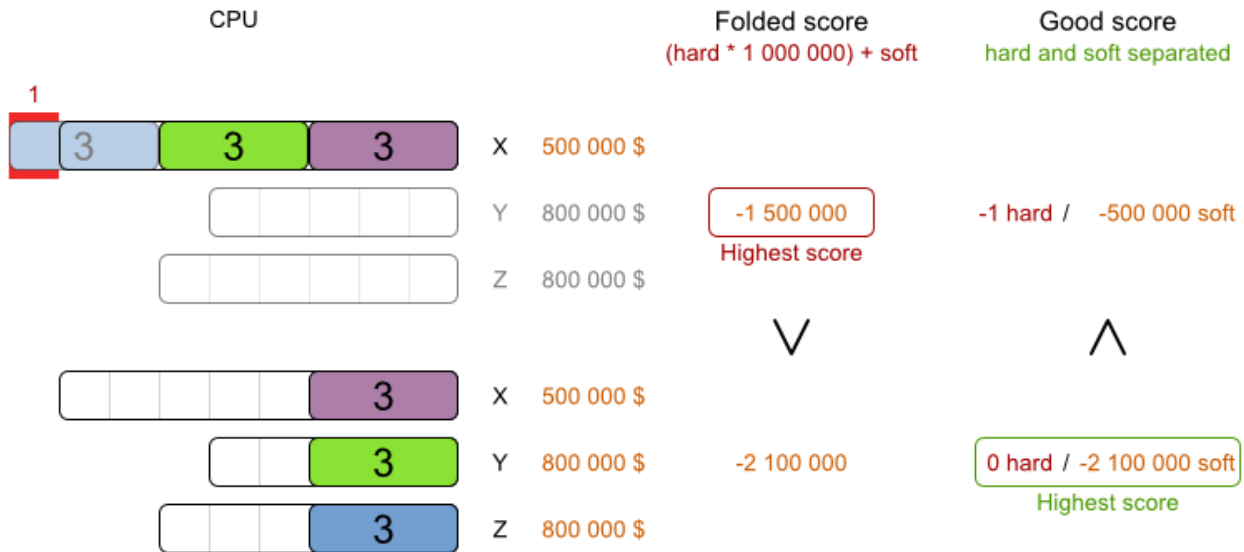 CPU
Folded score
Good score
(hard * 1 000 000) + soft
hard and soft separated
1
3 3 3 X 500 000 $
Y 800 000 $ -1 500 000 -1 hard / -500 000 soft
Highest score
Z 800 000 $
3 X 500 000 $
3 Y 800 000 $ -2 100 000 0 hard / -2 100 000 soft
Highest score
3 Z 800 000 $